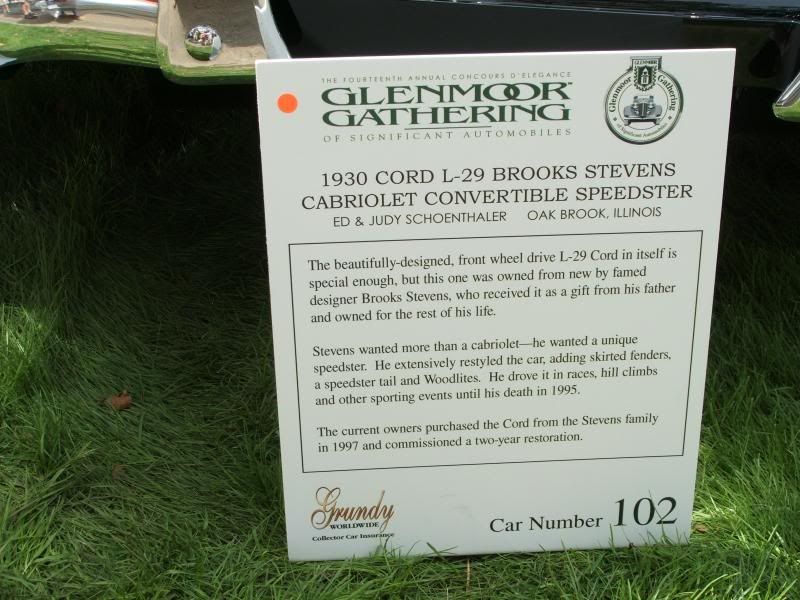 THE FOURTEENTH ANNUAL CONCOURS D'ELEGANCE
GLENMOOR
GATHERING
OF SIGNIFICANT AUTOMOBILES
GLENMOOR
Glenmoor Gathering
of Significant Automobiles
1930 CORD L-29 BROOKS STEVENS
CABRIOLET CONVERTIBLE SPEEDSTER
ED & JUDY SCHOENTHALER OAK BROOK, ILLINOIS
The beautifully-designed, front wheel drive L-29 Cord in itself is
special enough, but this one was owned from new by famed
designer Brooks Stevens, who received it as a gift from his father
and owned for the rest of his life.
Stevens wanted more than a cabriolet—he wanted a unique
speedster. He extensively restyled the car, adding skirted fenders,
a speedster tail and Woodlites. He drove it in races, hill climbs
and other sporting events until his death in 1995.
The current owners purchased the Cord from the Stevens family
in 1997 and commissioned a two-year restoration.
Grundy
WORLDWIDE
Collector Car Insurance
Car Number 102